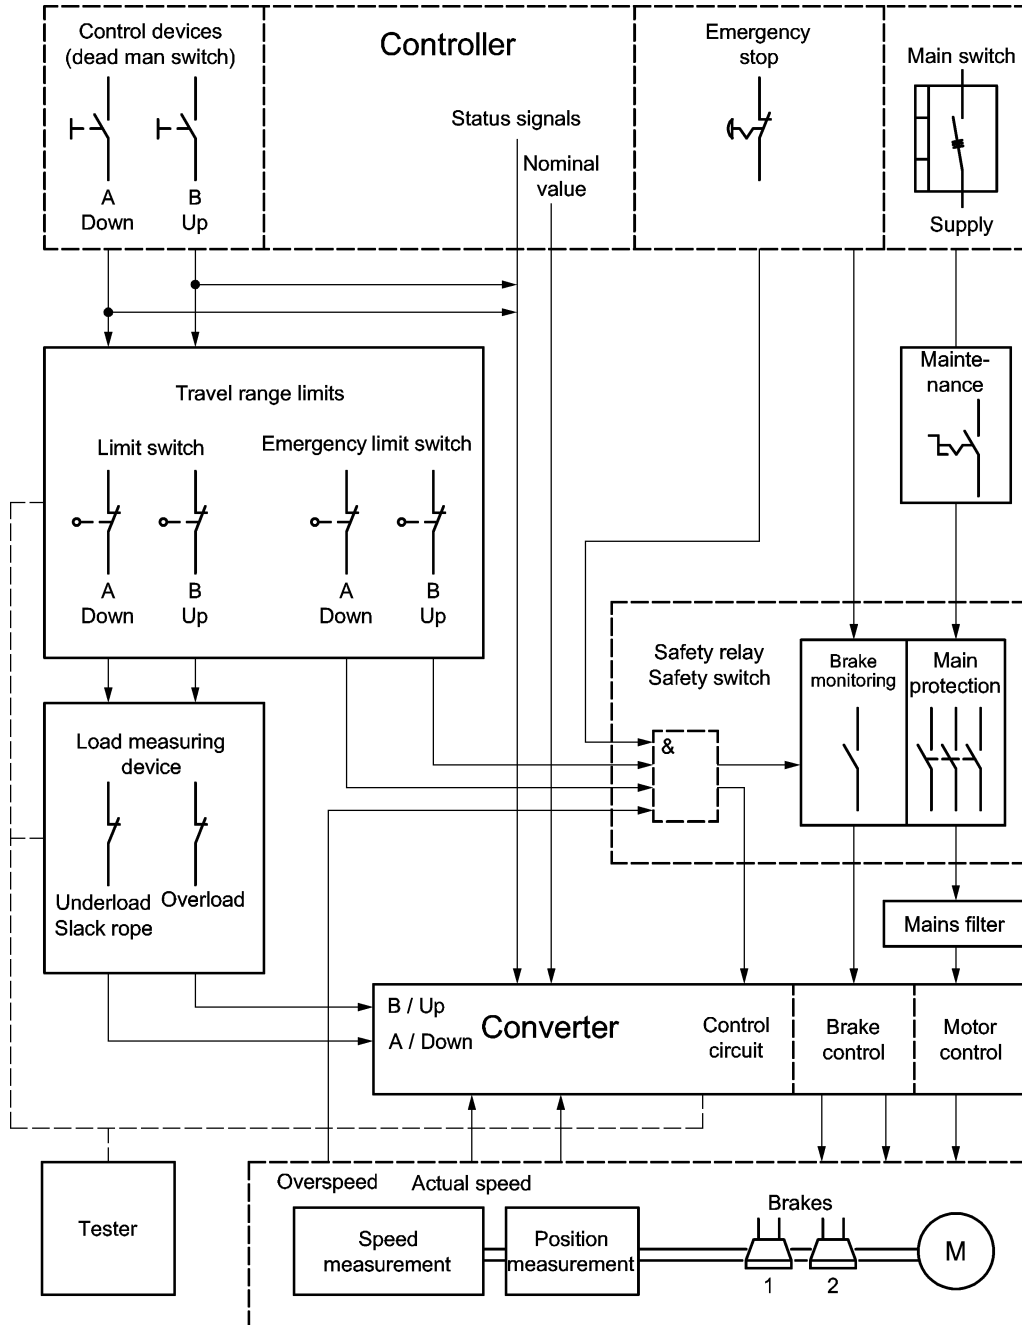 Control devices
(dead man switch)
A
Down
B
Up
Controller
Status signals
Nominal
value
Emergency
stop
Main switch
Supply
Travel range limits
Limit switch
Emergency limit switch
A
Down
B
Up
A
Down
B
Up
Mainte-
nance
Safety relay
Safety switch
&
Brake
monitoring
Main
protection
Load measuring
device
Underload
Slack rope
Overload
Mains filter
B / Up
A / Down
Converter
Control
circuit
Brake
control
Motor
control
Tester
Overspeed
Actual speed
Speed
measurement
Position
measurement
Brakes
1
2
M